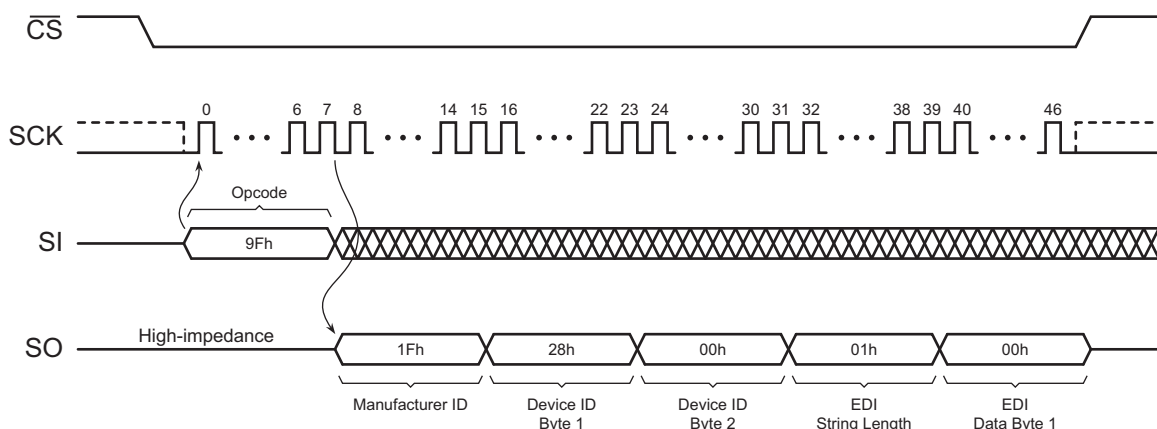 CS
0 6 7 8 14 15 16 22 23 24 30 31 32 38 39 40 46
SCK
Opcode
SI
9Fh
High-impedance
SO
1Fh 28h 00h 01h 00h
Manufacturer ID Device ID Device ID EDI EDI
Byte 1 Byte 2 String Length Data Byte 1